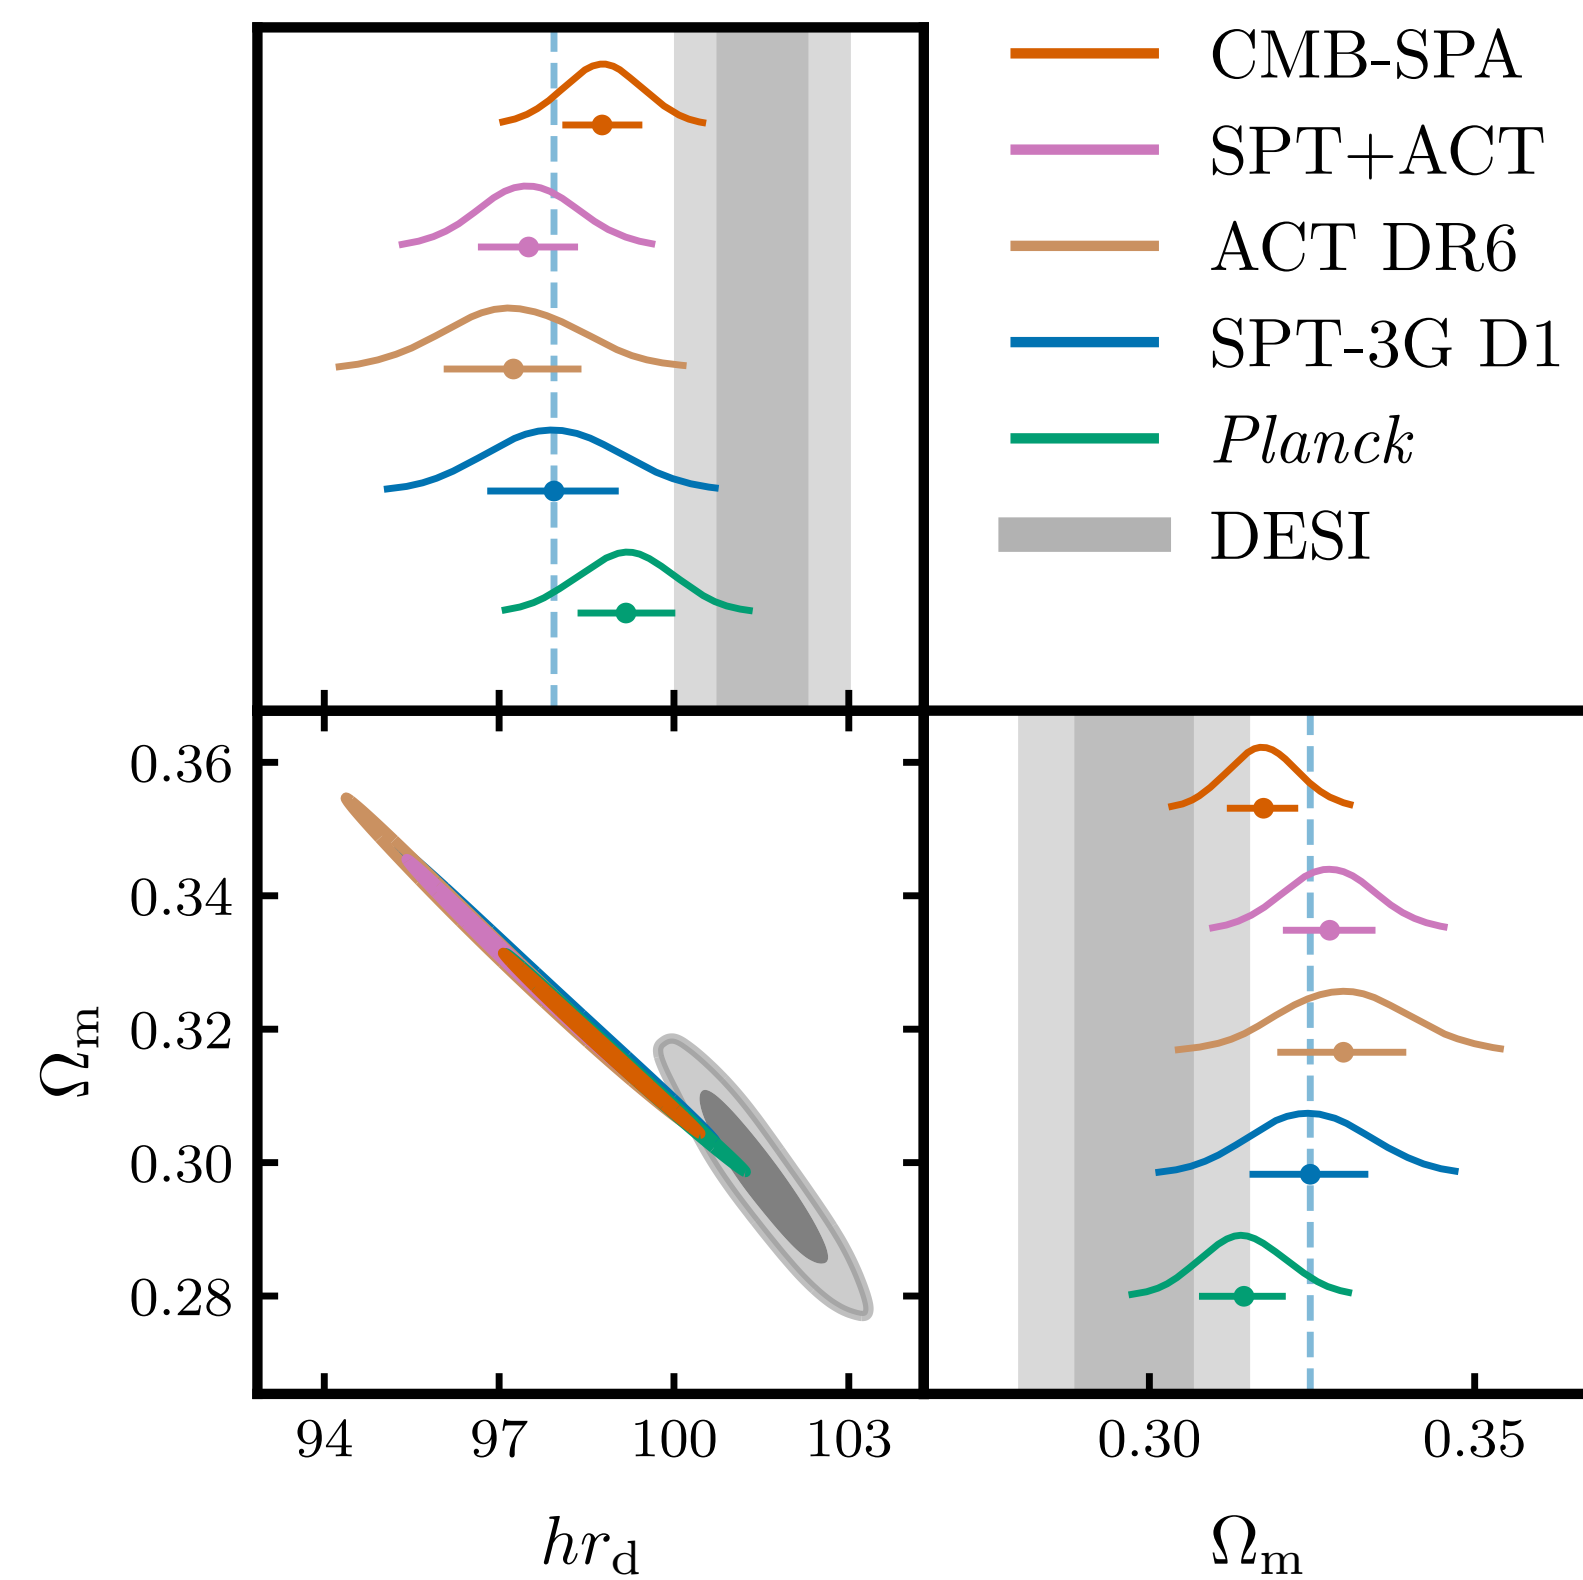 CMB-SPA
SPT+ACT
ACT DR6
SPT-3G D1
Planck
DESI
0.36
0.34
0.32
0.30
0.28
Ωm
94 97 100 103
0.30 0.35
hrd
Ωm